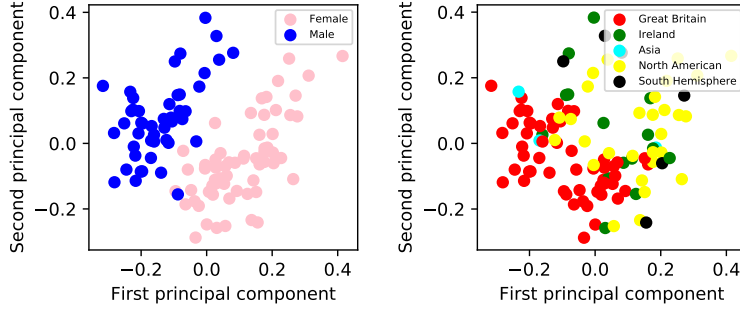 Female
Male
0.4
0.2
0.0
−0.2
Second principal component
−0.2
0.0
0.2
0.4
First principal component
Great Britain
Ireland
Asia
North American
South Hemisphere
0.4
0.2
0.0
−0.2
Second principal component
−0.2
0.0
0.2
0.4
First principal component